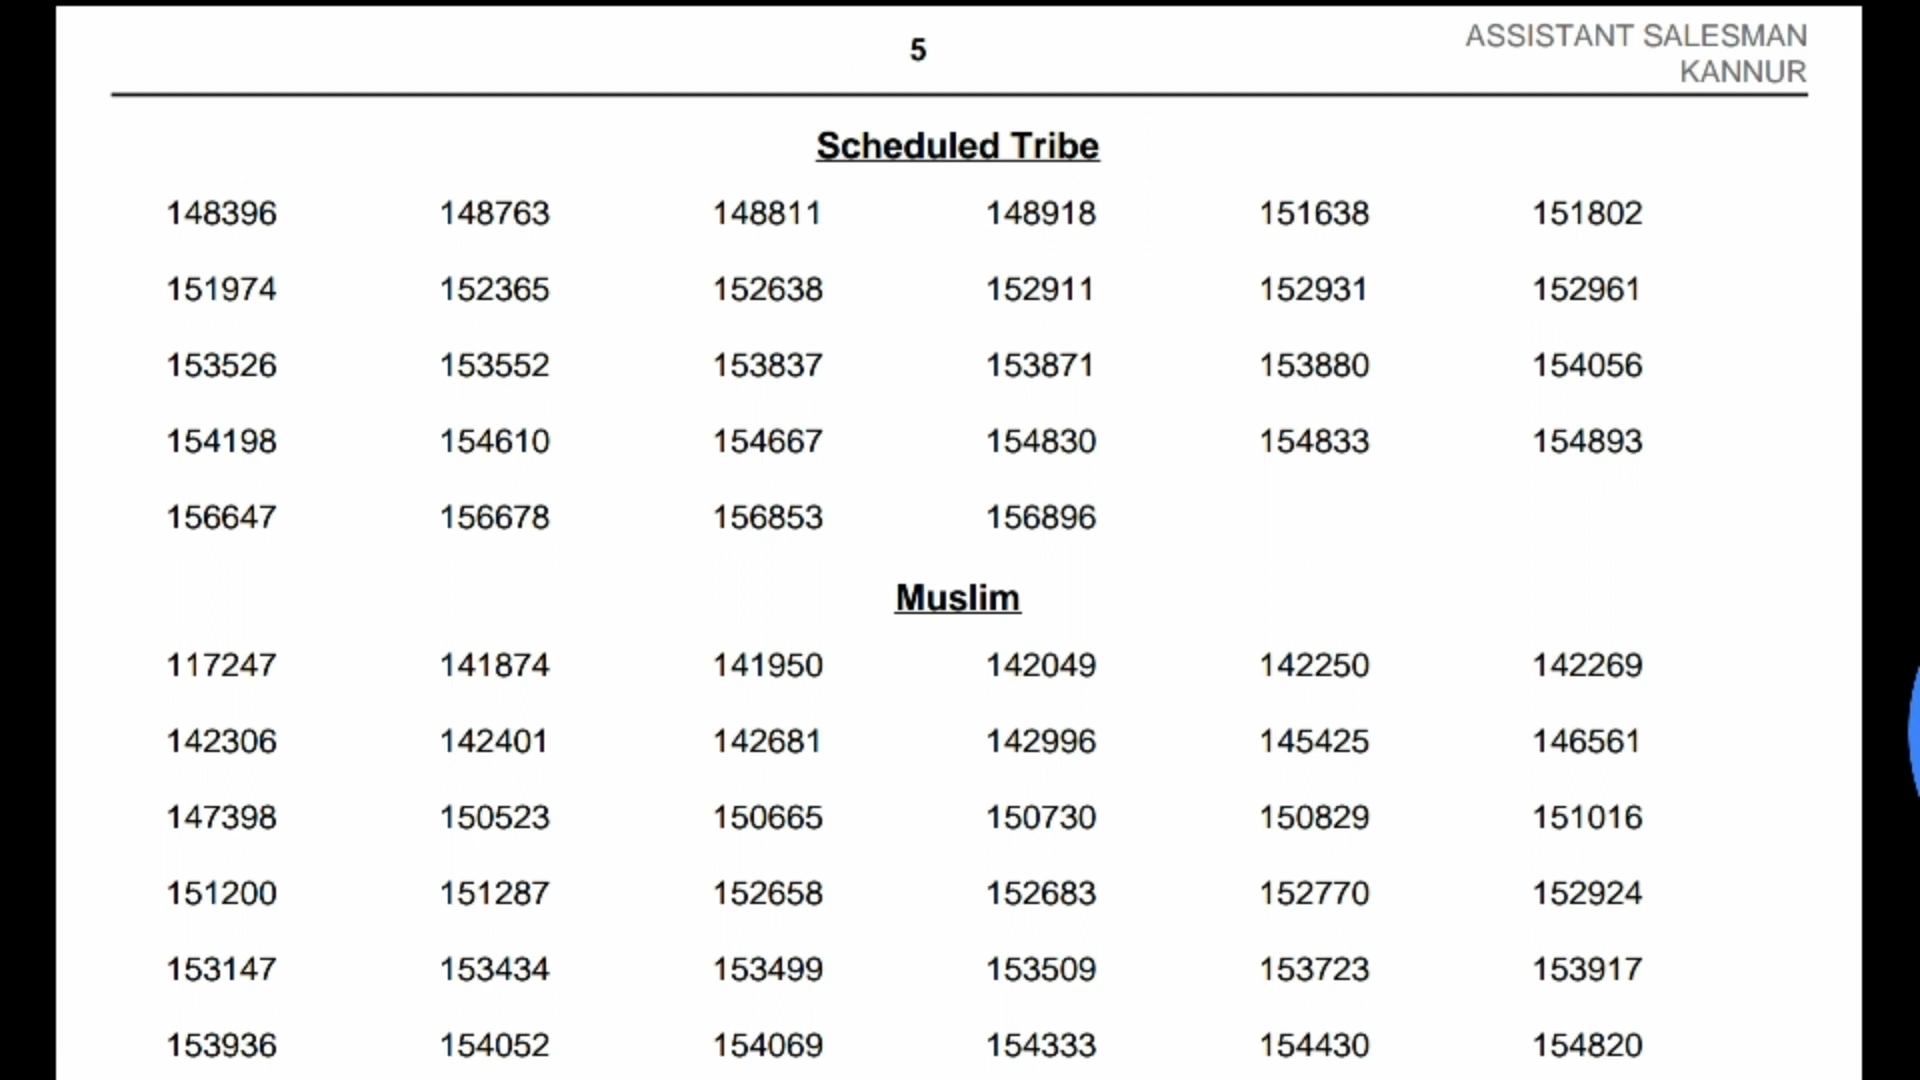 5
ASSISTANT SALESMAN
KANNUR
Scheduled Tribe
148396 148763 148811 148918 151638 151802
151974 152365 152638 152911 152931 152961
153526 153552 153837 153871 153880 154056
154198 154610 154667 154830 154833 154893
156647 156678 156853 156896
Muslim
117247 141874 141950 142049 142250 142269
142306 142401 142681 142996 145425 146561
147398 150523 150665 150730 150829 151016
151200 151287 152658 152683 152770 152924
153147 153434 153499 153509 153723 153917
153936 154052 154069 154333 154430 154820